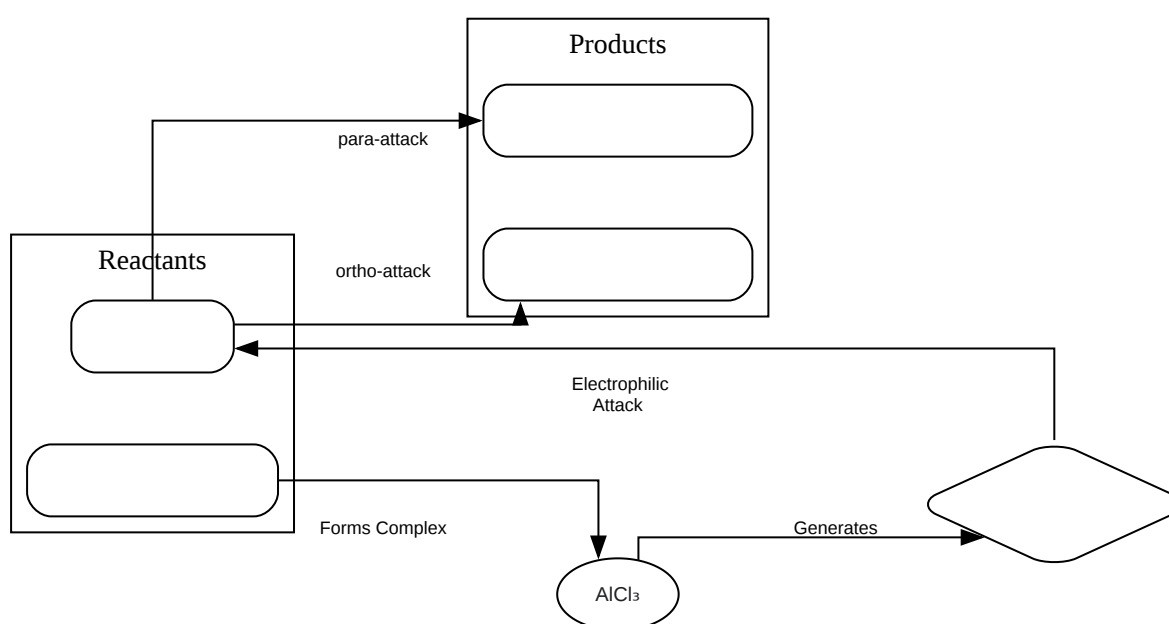 Products
para-attack
Reactants
ortho-attack
Electrophilic
Attack
Forms Complex
Generates
AlCl₃